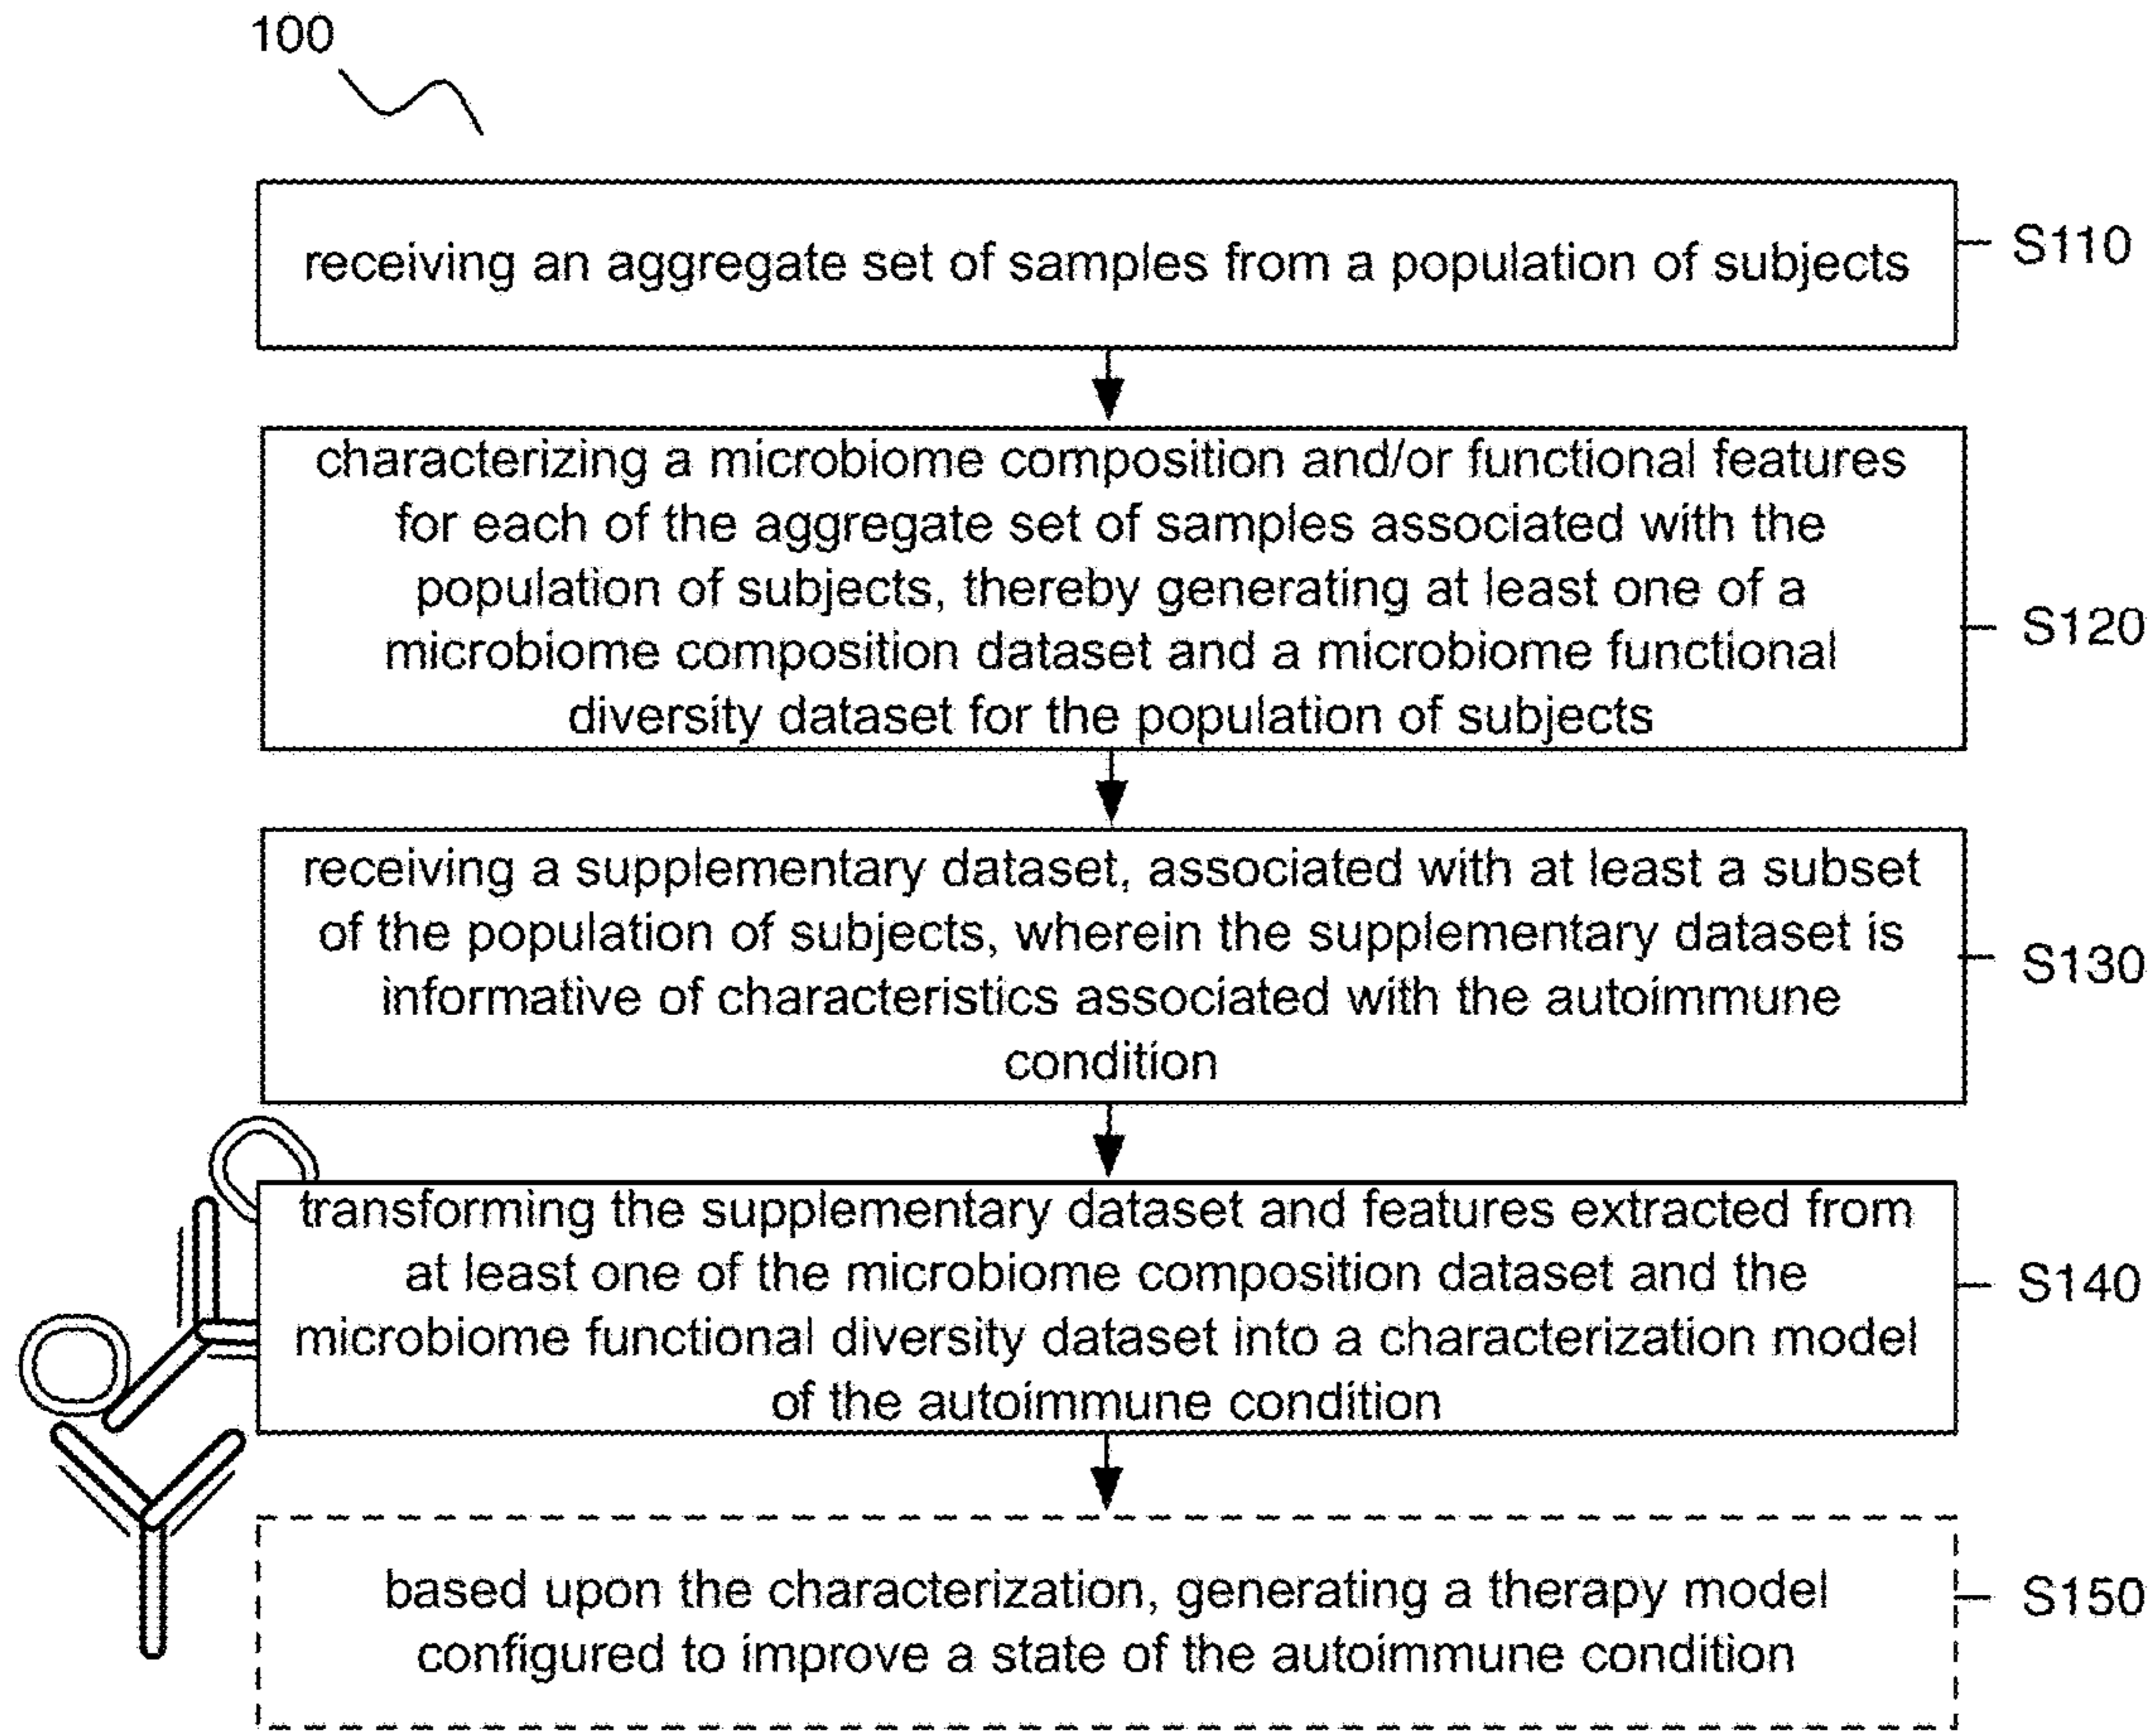 100
receiving an aggregate set of samples from a population of subjects
S110
characterizing a microbiome composition and/or functional features
for each of the aggregate set of samples associated with the
population of subjects, thereby generating at least one of a
microbiome composition dataset and a microbiome functional
diversity dataset for the population of subjects
S120
receiving a supplementary dataset, associated with at least a subset
of the population of subjects, wherein the supplementary dataset is
informative of characteristics associated with the autoimmune
condition
S130
transforming the supplementary dataset and features extracted from
at least one of the microbiome composition dataset and the
microbiome functional diversity dataset into a characterization model
of the autoimmune condition
S140
based upon the characterization, generating a therapy model
configured to improve a state of the autoimmune condition
S150